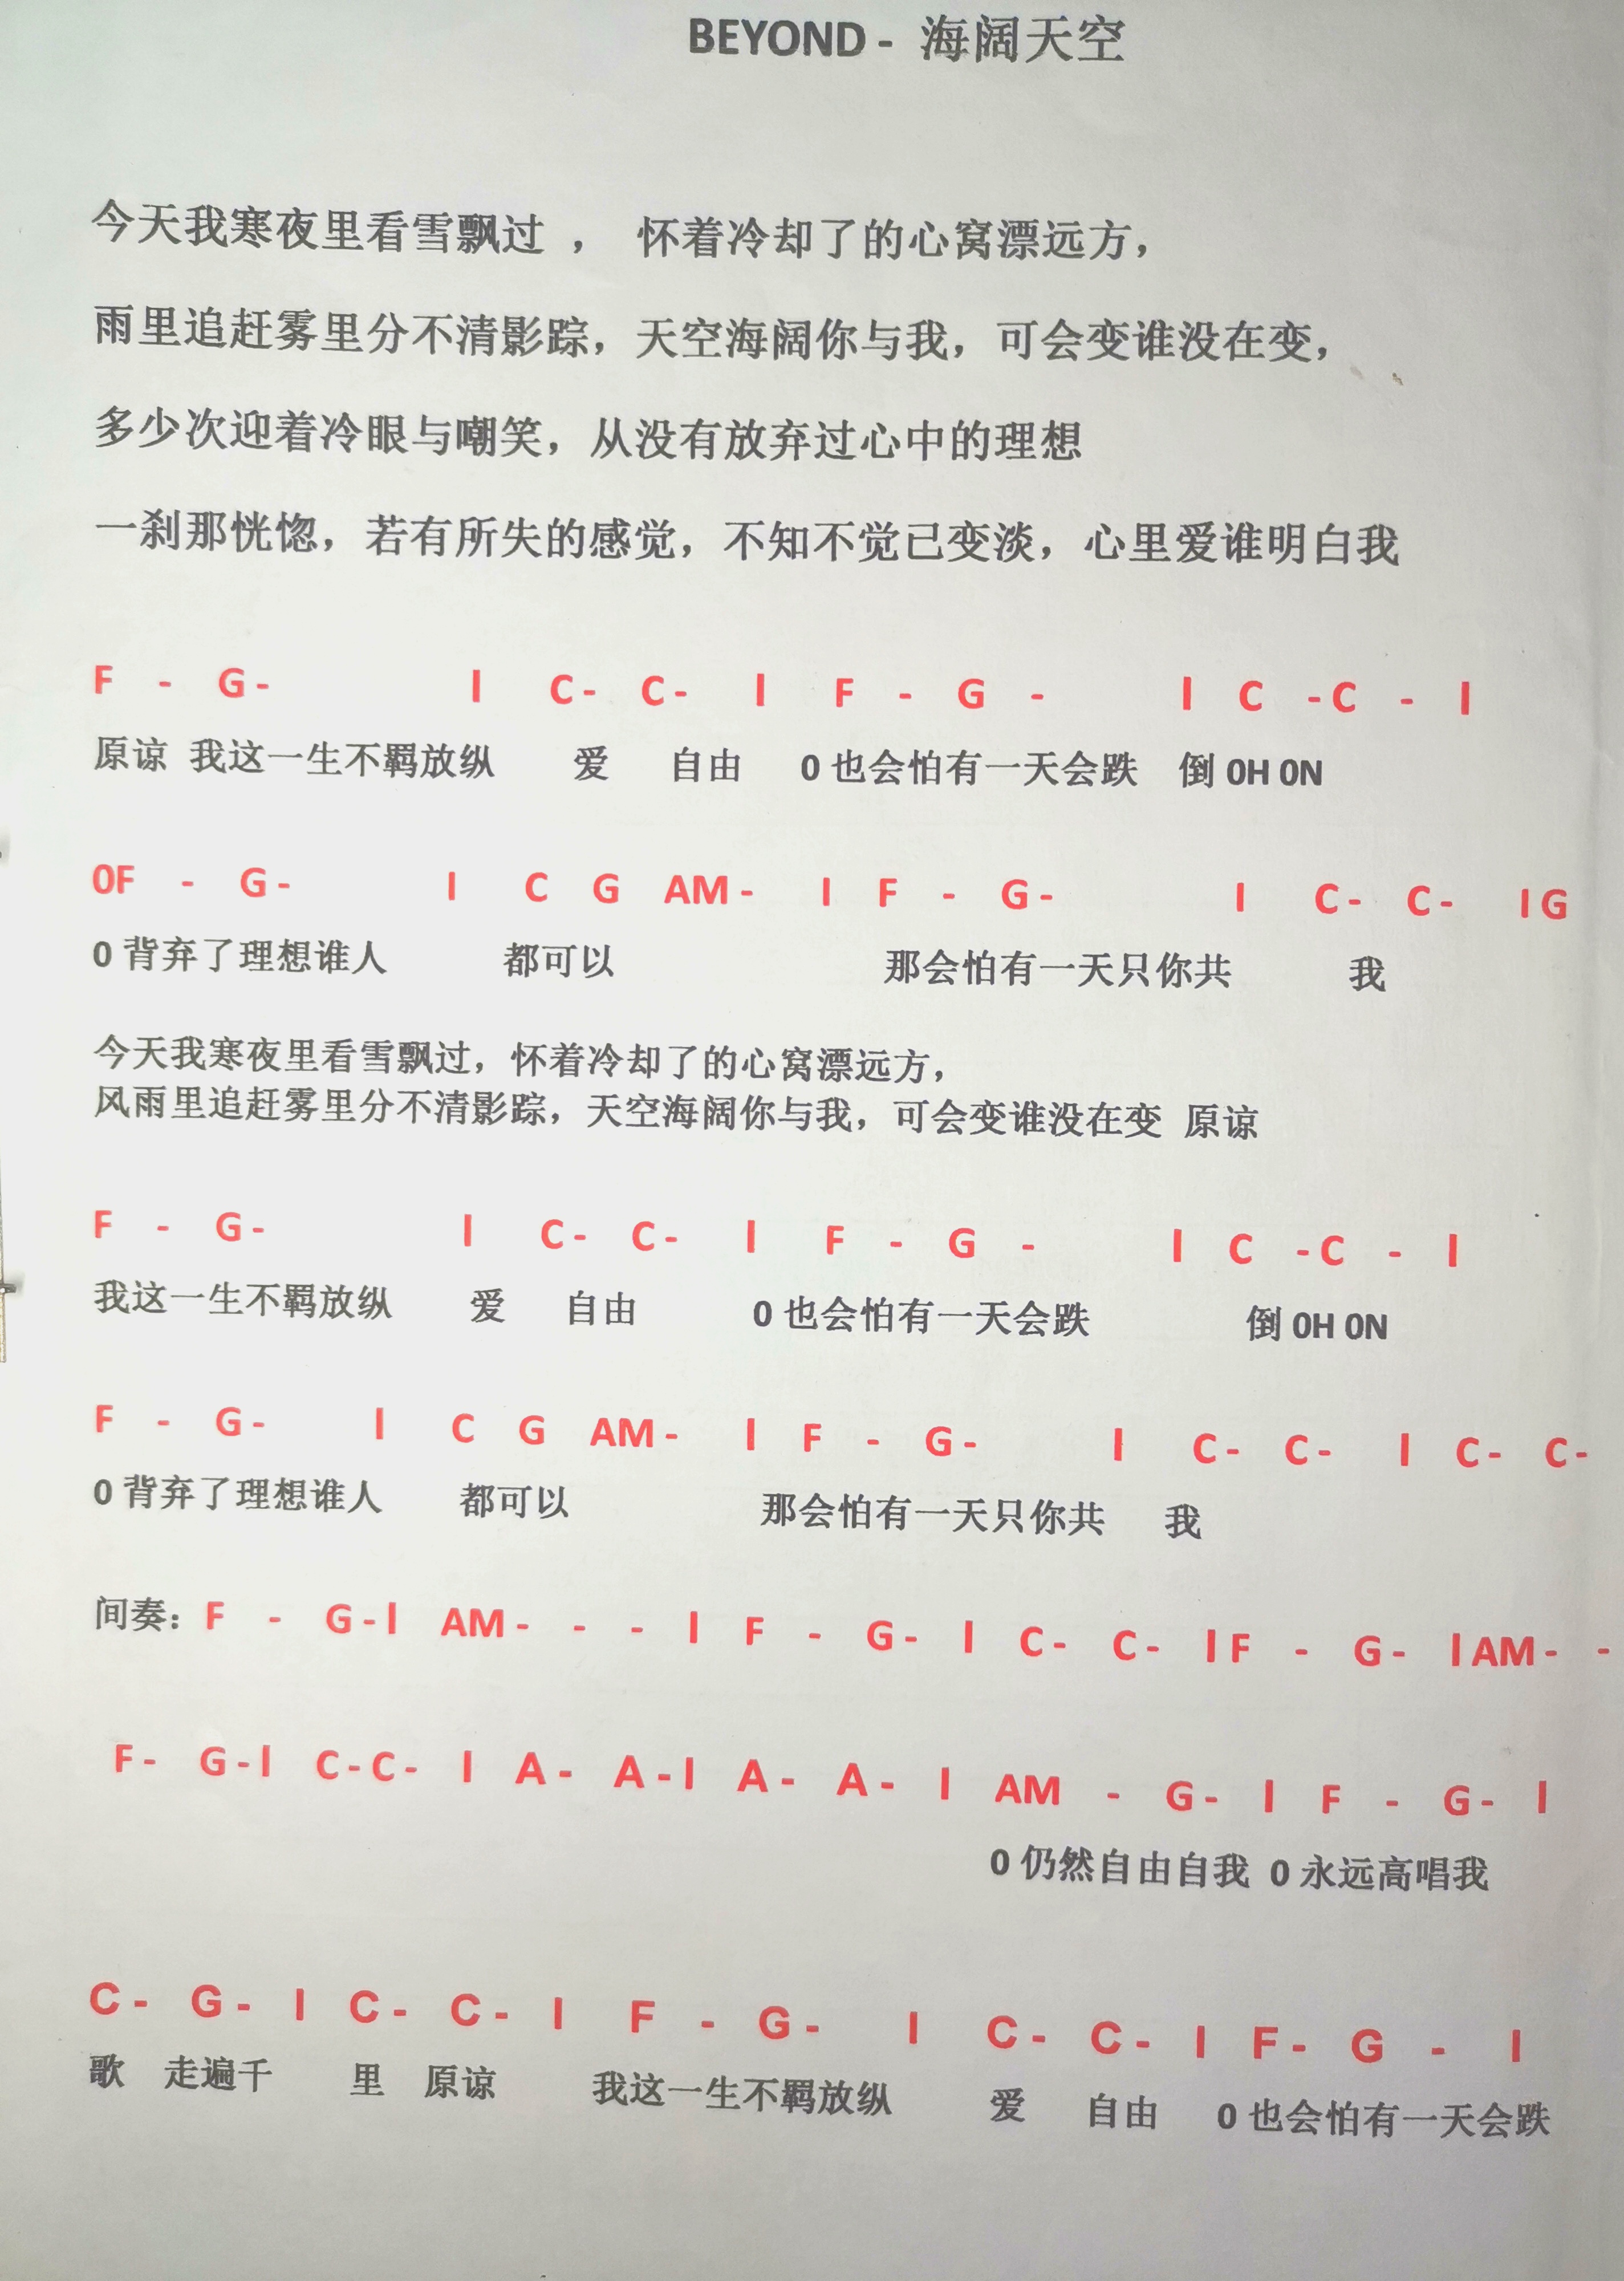 BEYOND - 海阔天空
今天我寒夜里看雪飘过 ， 怀着冷却了的心窝漂远方，
雨里追赶雾里分不清影踪，天空海阔你与我，可会变谁没在变，
多少次迎着冷眼与嘲笑，从没有放弃过心中的理想
一刹那恍惚，若有所失的感觉，不知不觉已变淡，心里爱谁明白我
F - G - I C - C - I F - G - I C - C - I
原谅 我这一生不羁放纵 爱 自由 0 也会怕有一天会跌 倒 0H 0N
0F - G - I C G AM - I F - G - I C - C - I G
0 背弃了理想谁人 都可以 那会怕有一天只你共 我
今天我寒夜里看雪飘过，怀着冷却了的心窝漂远方，
风雨里追赶雾里分不清影踪，天空海阔你与我，可会变谁没在变 原谅
F - G - I C - C - I F - G - I C - C - I
我这一生不羁放纵 爱 自由 0 也会怕有一天会跌 倒 0H 0N
F - G - I C G AM - I F - G - I C - C - I C - C -
0 背弃了理想谁人 都可以 那会怕有一天只你共 我
间奏：F - G - I AM - - - I F - G - I C - C - I F - G - I AM - -
F - G - I C - C - I A - A - I A - A - I AM - G - I F - G - I
0 仍然自由自我 0 永远高唱我
C - G - I C - C - I F - G - I C - C - I F - G - I
歌 走遍千 里 原谅 我这一生不羁放纵 爱 自由 0 也会怕有一天会跌